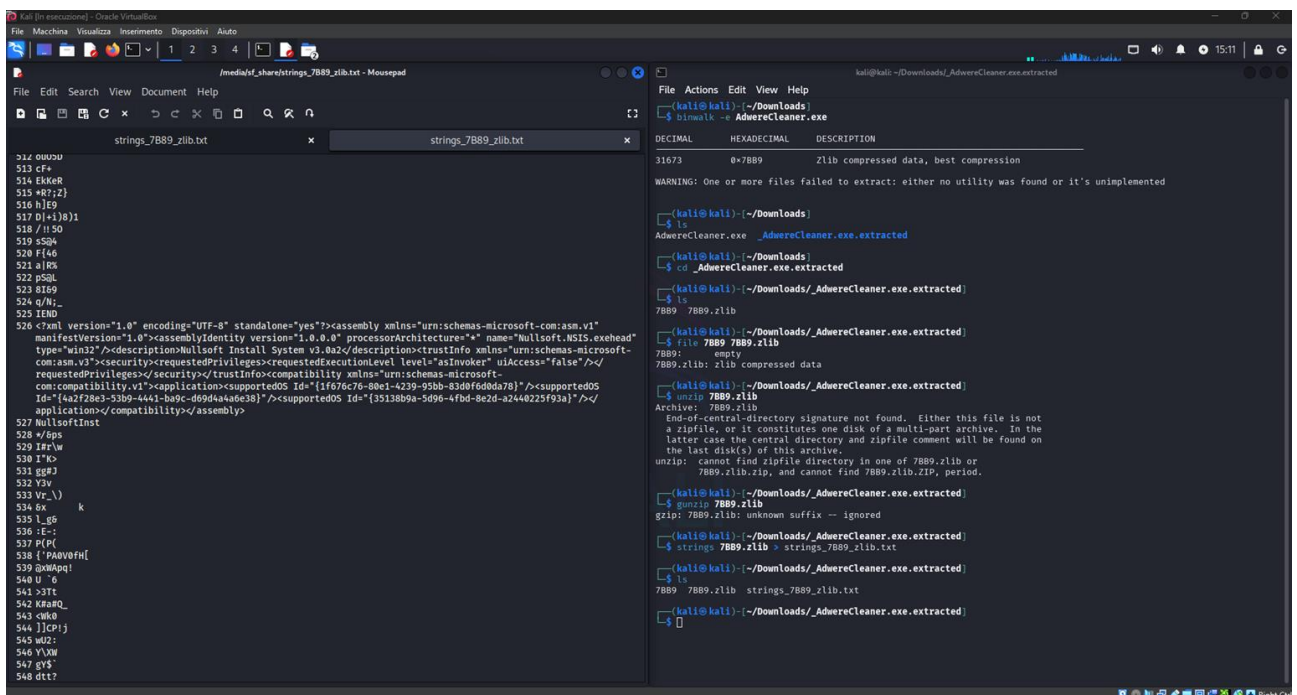 Kali [In esecuzione] - Oracle VirtualBox
File Macchina Visualizza Inserimento Dispositivi Aiuto
1 2 3 4
15:11
/media/sf_share/strings_7B89_zlib.txt - Mousepad
File Edit Search View Document Help
strings_7B89_zlib.txt
strings_7B89_zlib.txt
513 cF+
514 EkKeR
515 *R?;Z}
516 h]E9
517 D|+i)8)1
518 /!!5O
519 sS@4
520 F{46
521 a|R%
522 pS@L
523 8I&9
524 q/N;_
525 IEND
526 <?xml version="1.0" encoding="UTF-8" standalone="yes"?><assembly xmlns="urn:schemas-microsoft-com:asm.v1"
manifestVersion="1.0"><assemblyIdentity version="1.0.0.0" processorArchitecture="*" name="Nullsoft.NSIS.exehead"
type="win32"/><description>Nullsoft Install System v3.0a2</description><trustInfo xmlns="urn:schemas-microsoft-
com:asm.v3"><security><requestedPrivileges><requestedExecutionLevel level="asInvoker" uiAccess="false"/></
requestedPrivileges></security></trustInfo><compatibility xmlns="urn:schemas-microsoft-
com:compatibility.v1"><application><supportedOS Id="{1f676c76-80e1-4239-95bb-83d0f6d0da78}"/><supportedOS
Id="{4a2f28e3-53b9-4441-ba9c-d69d4a4a6e38}"/><supportedOS Id="{35138b9a-5d96-4fbd-8e2d-a2440225f93a}"/></
application></compatibility></assembly>
527 NullsoftInst
528 */&ps
529 I#r\w
530 I"K>
531 gg#J
532 Y3v
533 Vr_\)
534 &x k
535 l_g&
536 :E-:
537 P(P(
538 {'PA0V0fH[
539 @xWApq!
540 U `6
541 >3Tt
542 K#a#Q_
543 <Wk0
544 ]]CP!j
545 wU2:
546 Y\XW
547 gY$`
548 dtt?
kali@kali: ~/Downloads/_AdwereCleaner.exe.extracted
File Actions Edit View Help
(kali㉿kali)-[~/Downloads]
$ binwalk -e AdwereCleaner.exe
DECIMAL HEXADECIMAL DESCRIPTION
31673 0×7BB9 Zlib compressed data, best compression
WARNING: One or more files failed to extract: either no utility was found or it's unimplemented
(kali㉿kali)-[~/Downloads]
$ ls
AdwereCleaner.exe _AdwereCleaner.exe.extracted
(kali㉿kali)-[~/Downloads]
$ cd _AdwereCleaner.exe.extracted
(kali㉿kali)-[~/Downloads/_AdwereCleaner.exe.extracted]
$ ls
7BB9 7BB9.zlib
(kali㉿kali)-[~/Downloads/_AdwereCleaner.exe.extracted]
$ file 7BB9 7BB9.zlib
7BB9: empty
7BB9.zlib: zlib compressed data
(kali㉿kali)-[~/Downloads/_AdwereCleaner.exe.extracted]
$ unzip 7BB9.zlib
Archive: 7BB9.zlib
End-of-central-directory signature not found. Either this file is not
a zipfile, or it constitutes one disk of a multi-part archive. In the
latter case the central directory and zipfile comment will be found on
the last disk(s) of this archive.
unzip: cannot find zipfile directory in one of 7BB9.zlib or
7BB9.zlib.zip, and cannot find 7BB9.zlib.ZIP, period.
(kali㉿kali)-[~/Downloads/_AdwereCleaner.exe.extracted]
$ gunzip 7BB9.zlib
gzip: 7BB9.zlib: unknown suffix -- ignored
(kali㉿kali)-[~/Downloads/_AdwereCleaner.exe.extracted]
$ strings 7BB9.zlib > strings_7B89_zlib.txt
(kali㉿kali)-[~/Downloads/_AdwereCleaner.exe.extracted]
$ ls
7BB9 7BB9.zlib strings_7B89_zlib.txt
(kali㉿kali)-[~/Downloads/_AdwereCleaner.exe.extracted]
$